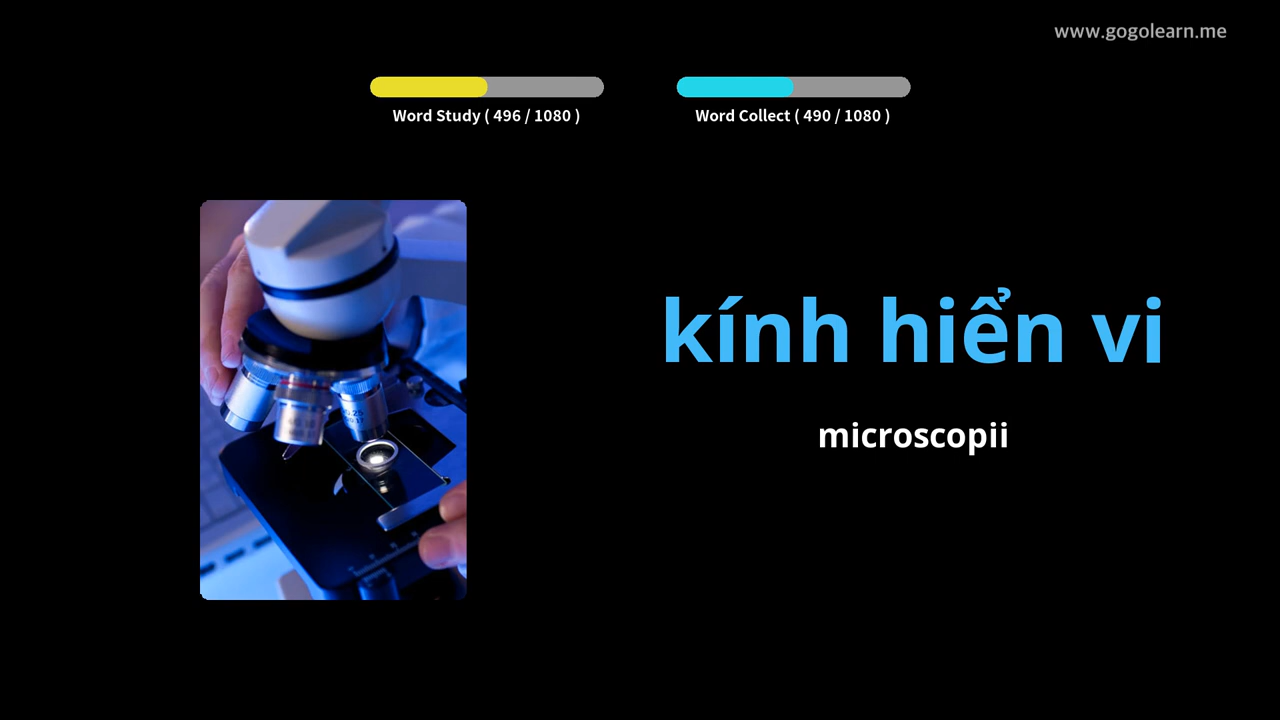 www.gogolearn.me
Word Study ( 496 / 1080 )
Word Collect ( 490 / 1080 )
kính hiển vi
microscopii